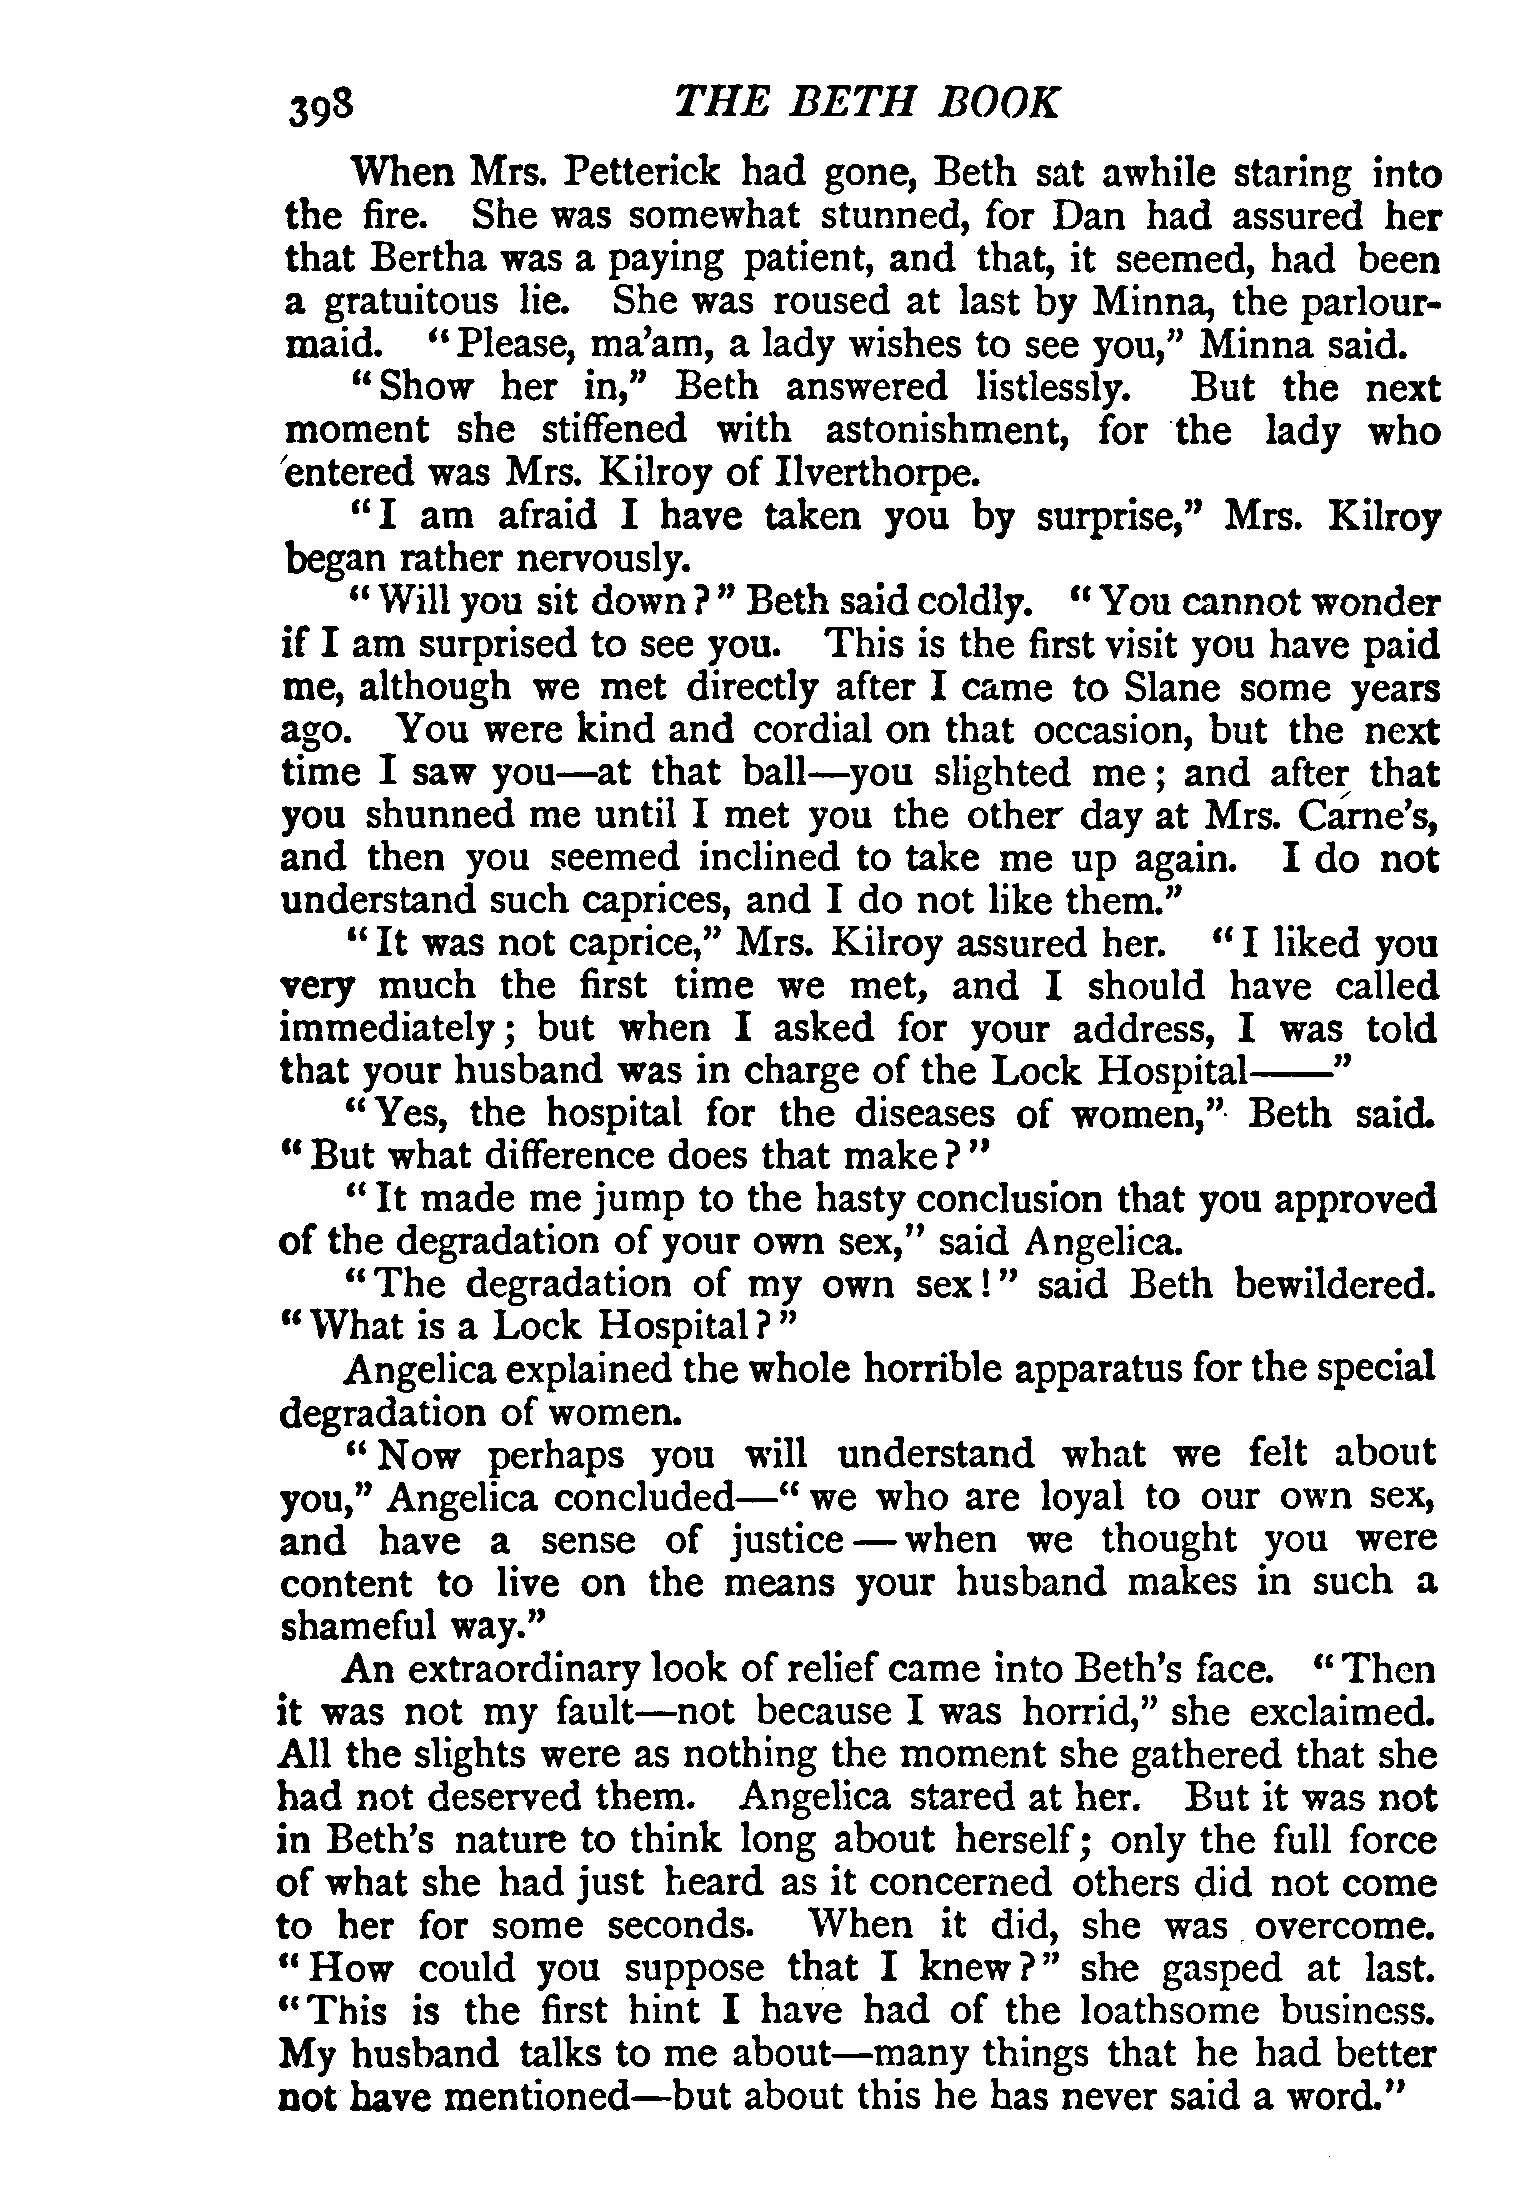 398 THE BETH BOOK
When Mrs. Petterick had gone, Beth sat awhile staring into
the fire. She was somewhat stunned, for Dan had assured her
that Bertha was a paying patient, and that, it seemed, had been
a gratuitous lie. She was roused at last by Minna, the parlour-
maid. “Please, ma’am, a lady wishes to see you,” Minna said.
“Show her in,” Beth answered listlessly. But the next
moment she stiffened with astonishment, for the lady who
entered was Mrs. Kilroy of Ilverthorpe.
“I am afraid I have taken you by surprise,” Mrs. Kilroy
began rather nervously.
“Will you sit down?” Beth said coldly. “You cannot wonder
if I am surprised to see you. This is the first visit you have paid
me, although we met directly after I came to Slane some years
ago. You were kind and cordial on that occasion, but the next
time I saw you—at that ball—you slighted me; and after that
you shunned me until I met you the other day at Mrs. Carne’s,
and then you seemed inclined to take me up again. I do not
understand such caprices, and I do not like them.”
“It was not caprice,” Mrs. Kilroy assured her. “I liked you
very much the first time we met, and I should have called
immediately; but when I asked for your address, I was told
that your husband was in charge of the Lock Hospital——”
“Yes, the hospital for the diseases of women,” Beth said.
“But what difference does that make?”
“It made me jump to the hasty conclusion that you approved
of the degradation of your own sex,” said Angelica.
“The degradation of my own sex!” said Beth bewildered.
“What is a Lock Hospital?”
Angelica explained the whole horrible apparatus for the special
degradation of women.
“Now perhaps you will understand what we felt about
you,” Angelica concluded—“we who are loyal to our own sex,
and have a sense of justice—when we thought you were
content to live on the means your husband makes in such a
shameful way.”
An extraordinary look of relief came into Beth’s face. “Then
it was not my fault—not because I was horrid,” she exclaimed.
All the slights were as nothing the moment she gathered that she
had not deserved them. Angelica stared at her. But it was not
in Beth’s nature to think long about herself; only the full force
of what she had just heard as it concerned others did not come
to her for some seconds. When it did, she was overcome.
“How could you suppose that I knew?” she gasped at last.
“This is the first hint I have had of the loathsome business.
My husband talks to me about—many things that he had better
not have mentioned—but about this he has never said a word.”